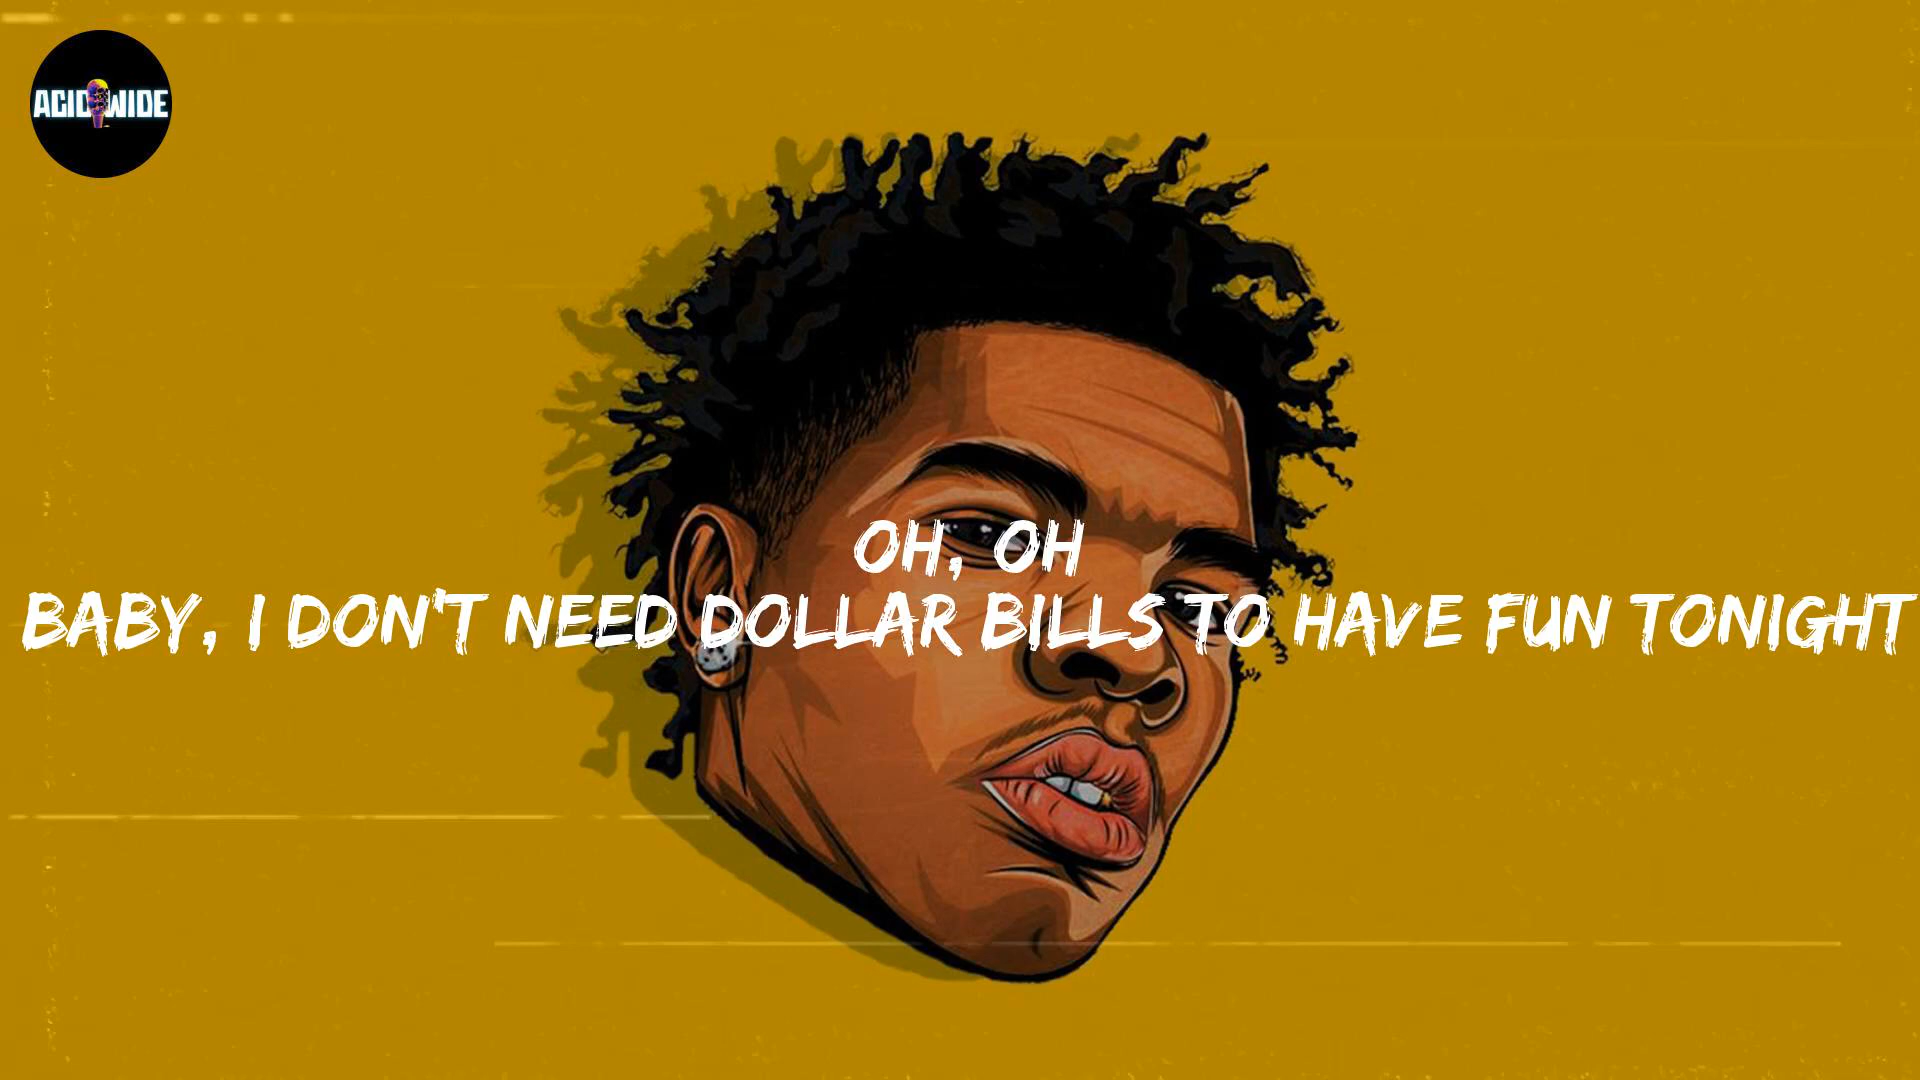 ACIDWIDE
OH, OH
BABY, I DON'T NEED DOLLAR BILLS TO HAVE FUN TONIGHT